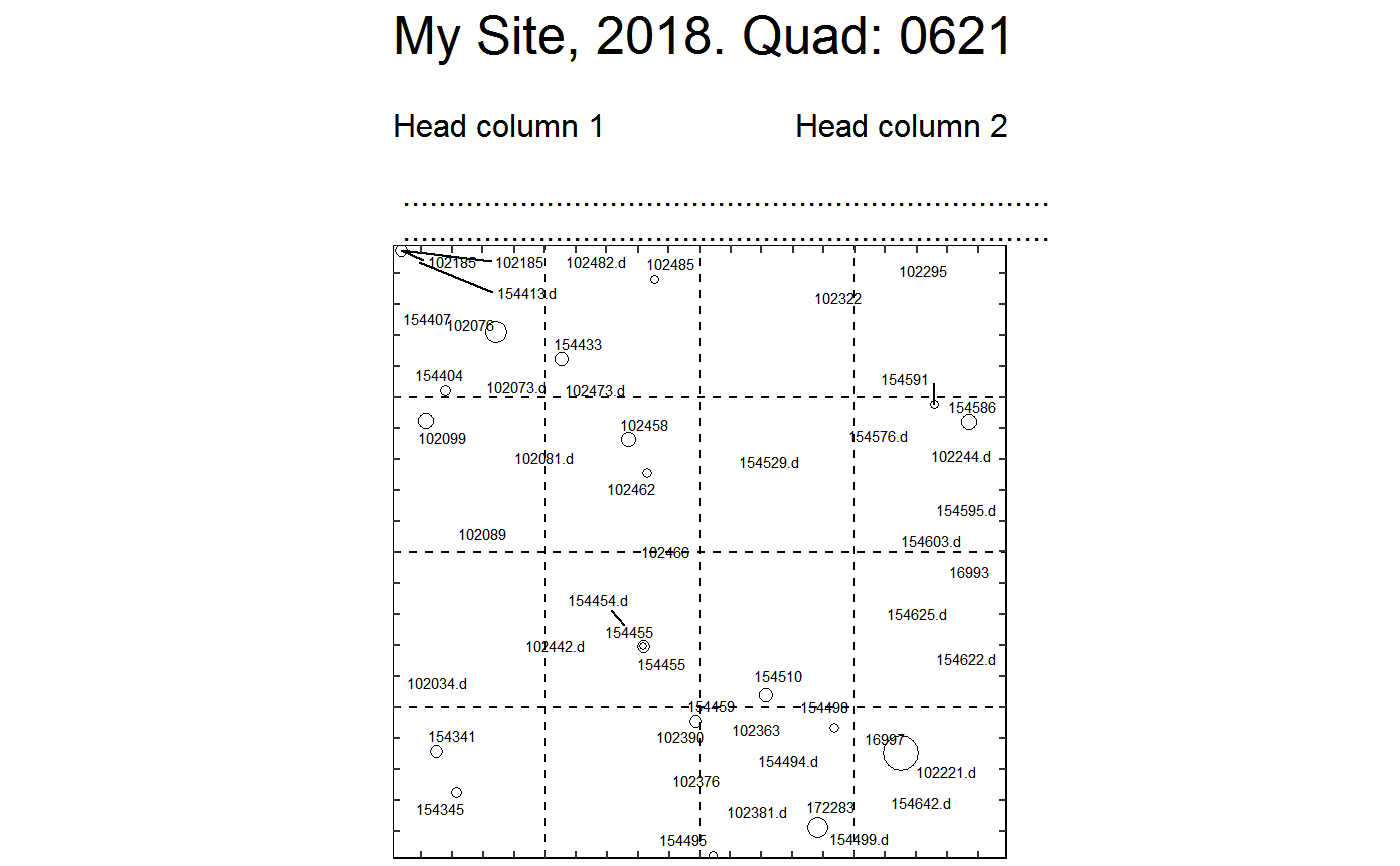 My Site, 2018. Quad: 0621
Head column 1
Head column 2
102185
102185
102482.d
102485
102295
154413.d
102322
154407
102076
154433
154404
102073.d
102473.d
154591
154586
102099
102458
154576.d
102081.d
154529.d
102244.d
102462
154595.d
102089
154603.d
102466
16993
154454.d
154625.d
154455
102442.d
154455
154622.d
102034.d
154510
154459
154498
154341
102390
102363
16997
154494.d
102221.d
102376
154345
102381.d
172283
154642.d
154495
154499.d